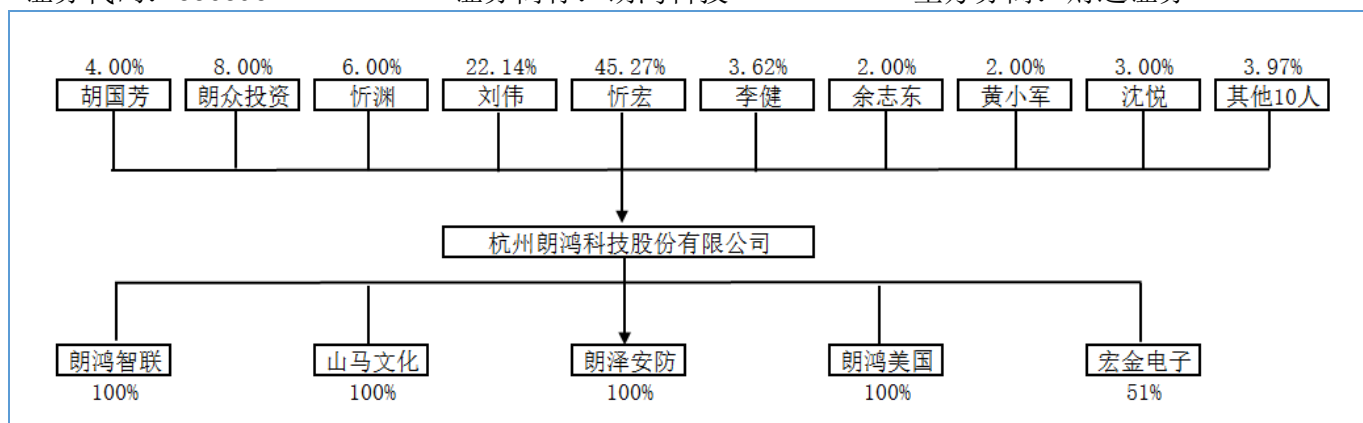 4.00% 8.00% 6.00% 22.14% 45.27% 3.62% 2.00% 2.00% 3.00% 3.97%
胡国芳 朗众投资 忻渊 刘伟 忻宏 李健 余志东 黄小军 沈悦 其他10人
杭州朗鸿科技股份有限公司
朗鸿智联 山马文化 朗泽安防 朗鸿美国 宏金电子
100% 100% 100% 100% 51%